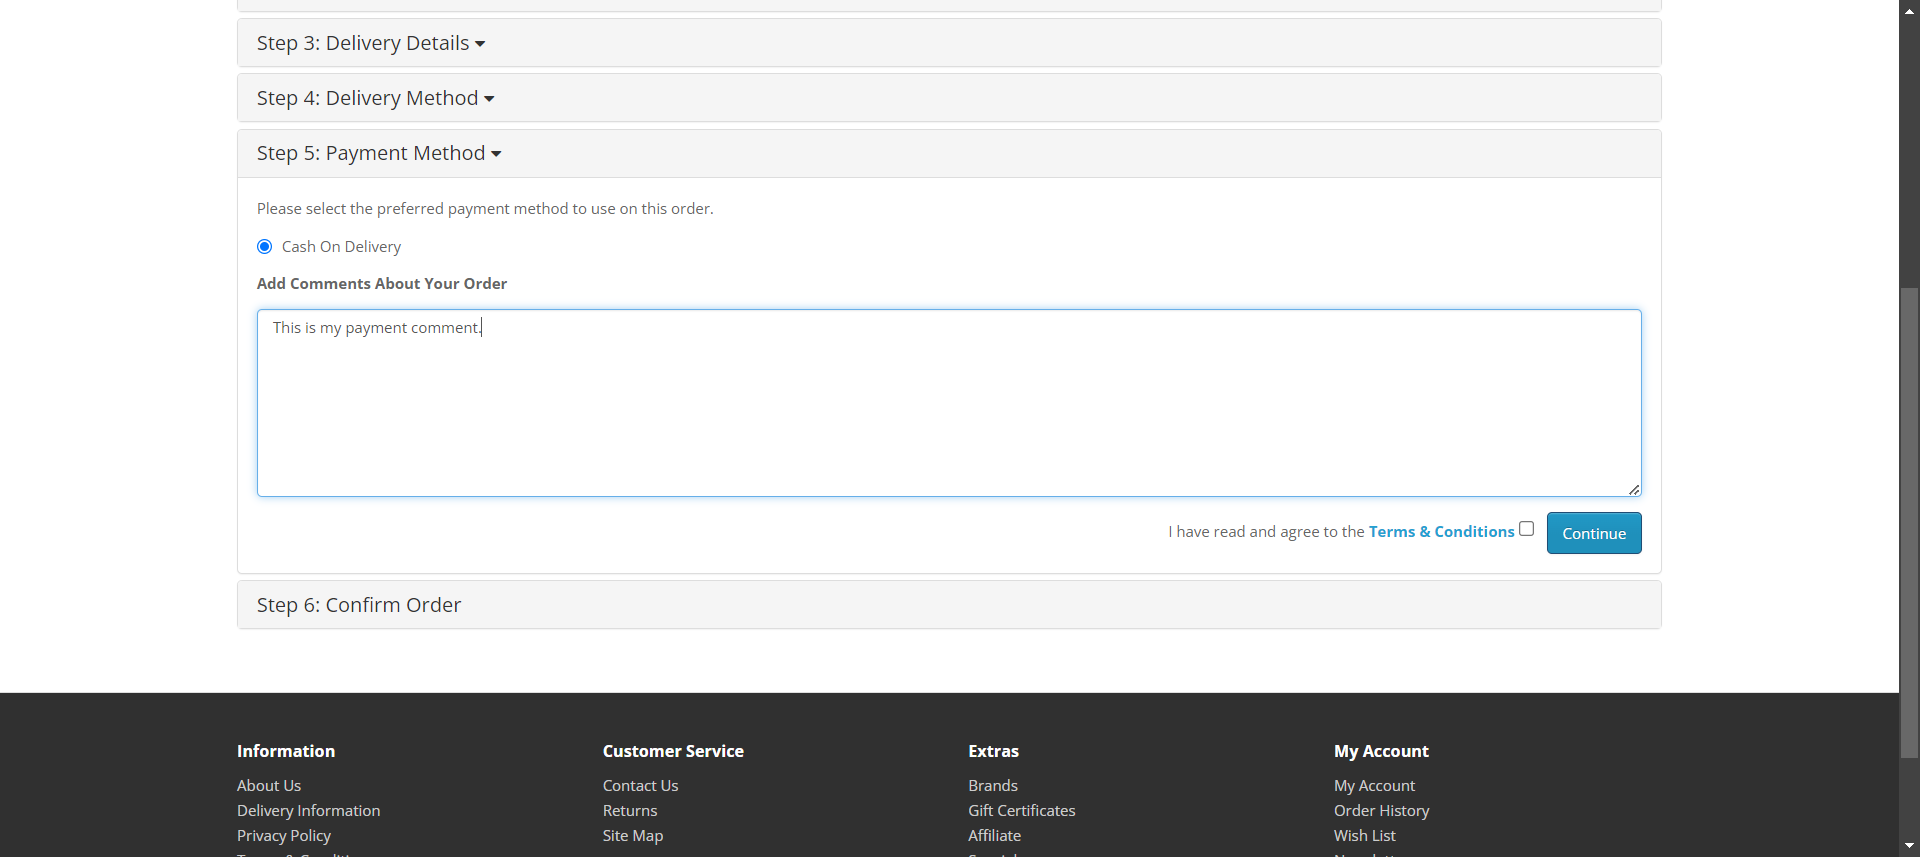 Step 3: Delivery Details
Step 4: Delivery Method
Step 5: Payment Method
Please select the preferred payment method to use on this order.
Cash On Delivery
Add Comments About Your Order
This is my payment comment.
I have read and agree to the Terms & Conditions
Continue
Step 6: Confirm Order
Information
About Us
Delivery Information
Privacy Policy
Customer Service
Contact Us
Returns
Site Map
Extras
Brands
Gift Certificates
Affiliate
My Account
My Account
Order History
Wish List